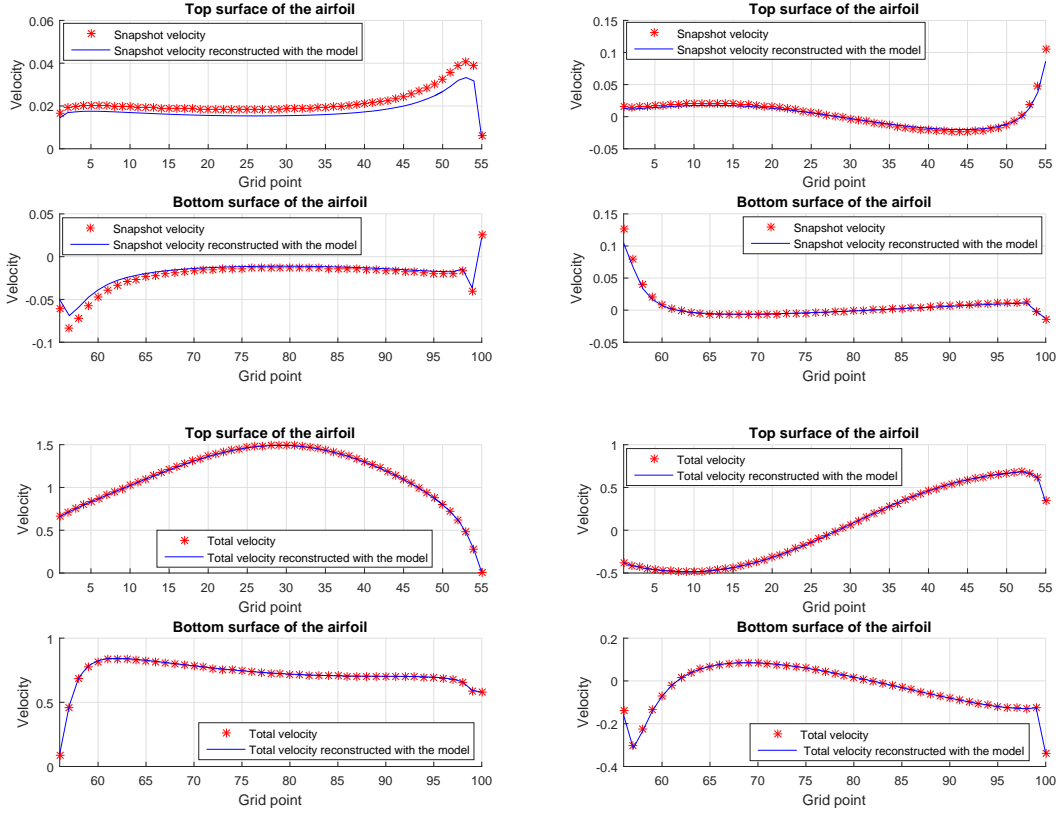 Top surface of the airfoil
0.06
0.04
0.02
0
Velocity
Snapshot velocity
Snapshot velocity reconstructed with the model
5 10 15 20 25 30 35 40 45 50 55
Grid point
Bottom surface of the airfoil
0.05
0
-0.05
-0.1
Velocity
Snapshot velocity
Snapshot velocity reconstructed with the model
60 65 70 75 80 85 90 95 100
Grid point
Top surface of the airfoil
0.15
0.1
0.05
0
-0.05
Velocity
Snapshot velocity
Snapshot velocity reconstructed with the model
5 10 15 20 25 30 35 40 45 50 55
Grid point
Bottom surface of the airfoil
0.15
0.1
0.05
0
-0.05
Velocity
Snapshot velocity
Snapshot velocity reconstructed with the model
60 65 70 75 80 85 90 95 100
Grid point
Top surface of the airfoil
1.5
1
0.5
0
Velocity
Total velocity
Total velocity reconstructed with the model
5 10 15 20 25 30 35 40 45 50 55
Grid point
Bottom surface of the airfoil
1
0.5
0
Velocity
Total velocity
Total velocity reconstructed with the model
60 65 70 75 80 85 90 95 100
Grid point
Top surface of the airfoil
1
0.5
0
-0.5
Velocity
Total velocity
Total velocity reconstructed with the model
5 10 15 20 25 30 35 40 45 50 55
Grid point
Bottom surface of the airfoil
0.2
0
-0.2
-0.4
Velocity
Total velocity
Total velocity reconstructed with the model
60 65 70 75 80 85 90 95 100
Grid point